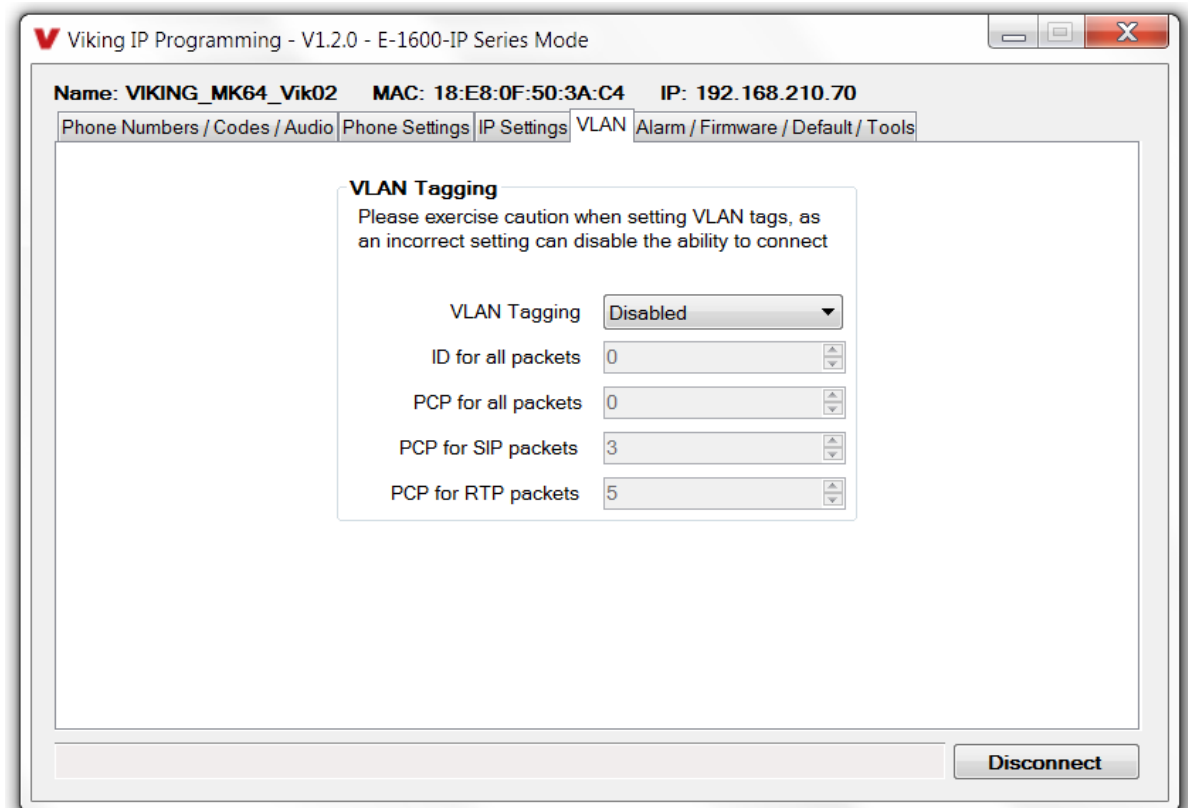 Viking IP Programming - V1.2.0 - E-1600-IP Series Mode
Name: VIKING_MK64_Vik02 MAC: 18:E8:0F:50:3A:C4 IP: 192.168.210.70
Phone Numbers / Codes / Audio Phone Settings IP Settings VLAN Alarm / Firmware / Default / Tools
VLAN Tagging
Please exercise caution when setting VLAN tags, as
an incorrect setting can disable the ability to connect
VLAN Tagging Disabled
ID for all packets 0
PCP for all packets 0
PCP for SIP packets 3
PCP for RTP packets 5
Disconnect